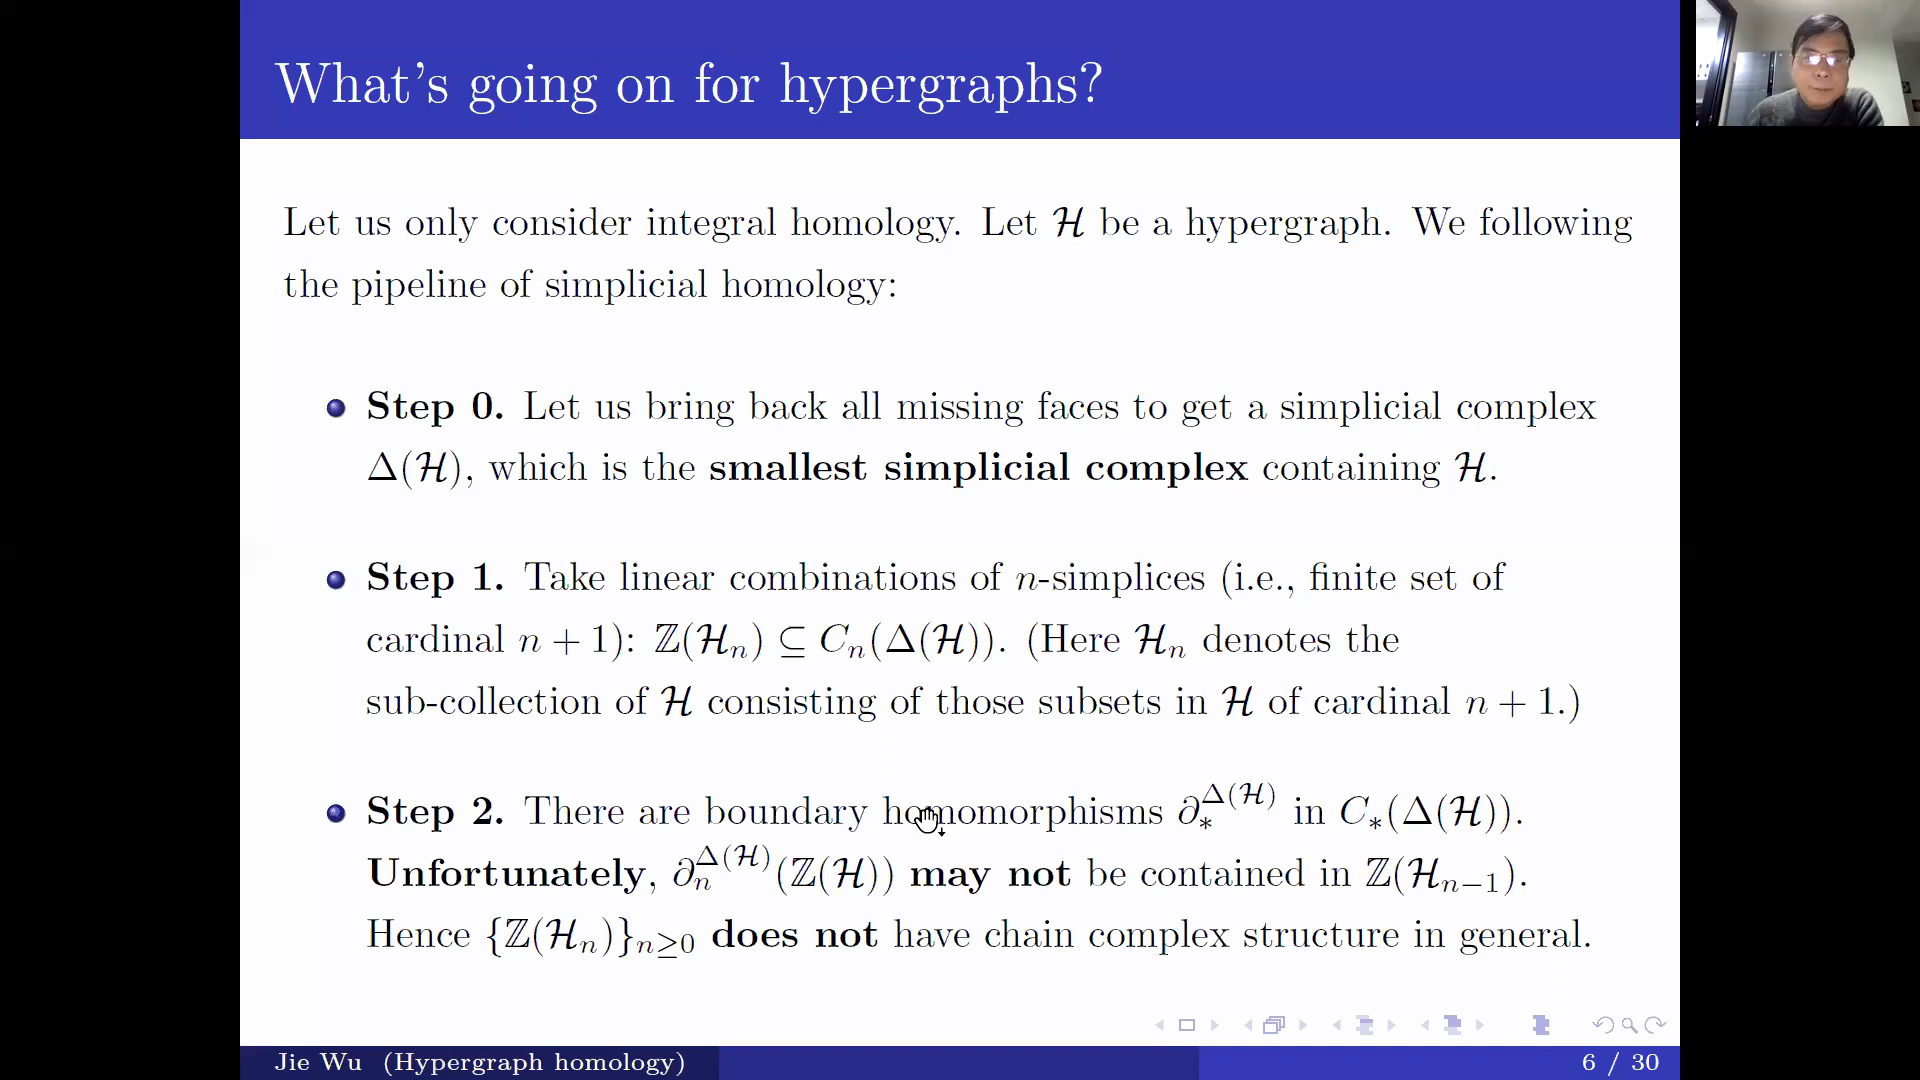 What's going on for hypergraphs?
Let us only consider integral homology. Let ℋ be a hypergraph. We following
the pipeline of simplicial homology:
Step 0. Let us bring back all missing faces to get a simplicial complex
Δ(ℋ), which is the smallest simplicial complex containing ℋ.
Step 1. Take linear combinations of n-simplices (i.e., finite set of
cardinal n + 1): ℤ(ℋₙ) ⊆ Cₙ(Δ(ℋ)). (Here ℋₙ denotes the
sub-collection of ℋ consisting of those subsets in ℋ of cardinal n + 1.)
Step 2. There are boundary homomorphisms ∂_*^{Δ(ℋ)} in C_*(Δ(ℋ)).
Unfortunately, ∂_n^{Δ(ℋ)}(ℤ(ℋ)) may not be contained in ℤ(ℋ_{n−1}).
Hence {ℤ(ℋₙ)}_{n≥0} does not have chain complex structure in general.
Jie Wu (Hypergraph homology)
6 / 30